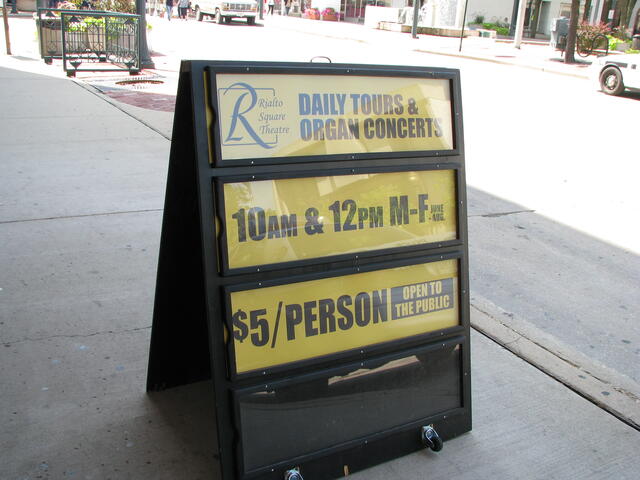 R Rialto
Square
Theatre
DAILY TOURS &
ORGAN CONCERTS
10AM & 12PM M-F JUNE
-AUG.
$5/PERSON
OPEN TO
THE PUBLIC